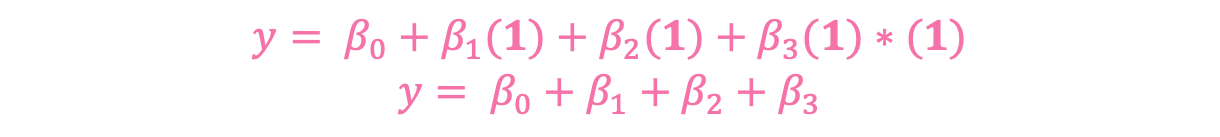 y = β₀ + β₁(1) + β₂(1) + β₃(1) ∗ (1)
y = β₀ + β₁ + β₂ + β₃